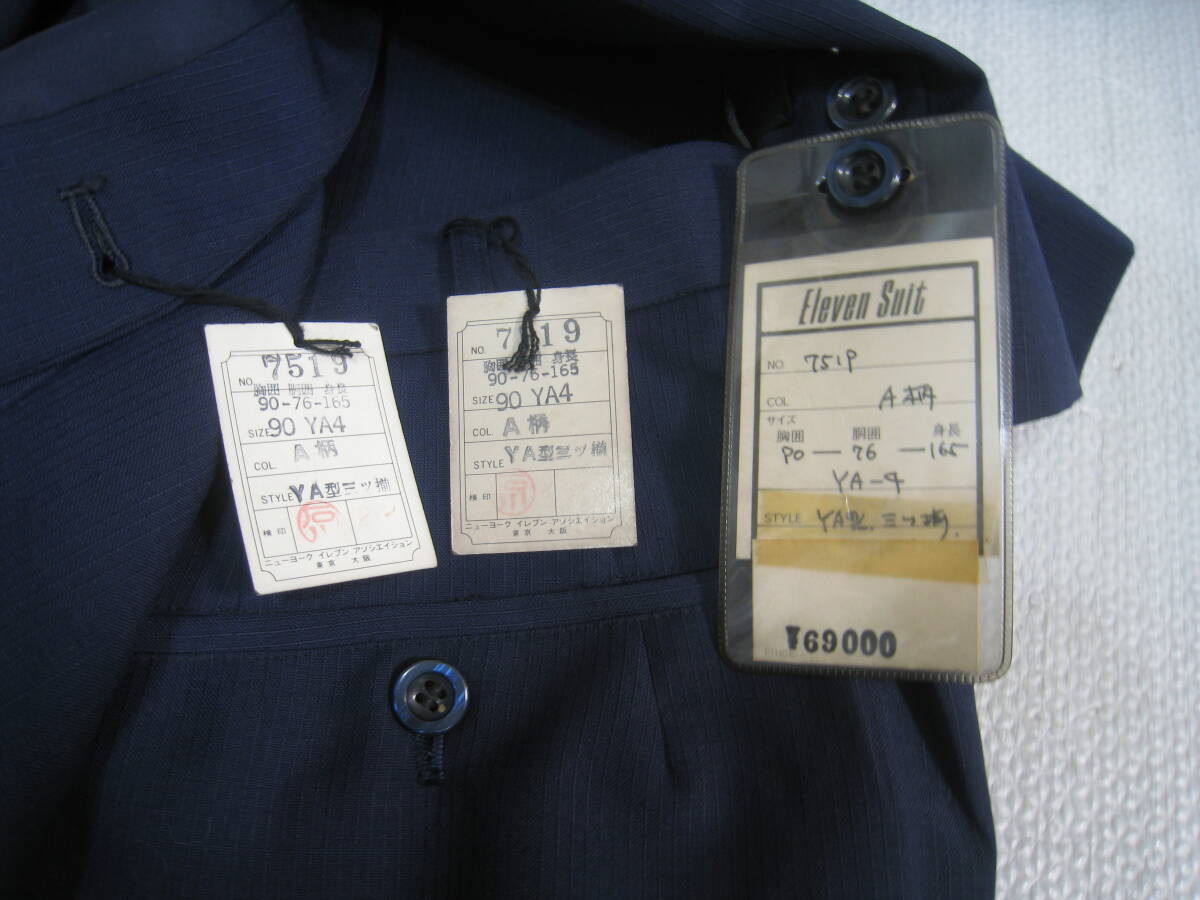 NO. 7519
胸囲 胴囲 身長
90-76-165
SIZE 90 YA4
COL. A柄
STYLE YA型三ツ揃
検印
ニューヨーク イレブン アソシエイション
東京 大阪
NO. 7519
胸囲 胴囲 身長
90-76-165
SIZE 90 YA4
COL. A柄
STYLE YA型三ツ揃
検印
ニューヨーク イレブン アソシエイション
東京 大阪
Eleven Suit
NO. 7519
COL A柄
サイズ
胸囲 胴囲 身長
90 — 76 — 165
YA-4
STYLE YA型三ツ揃.
¥69000